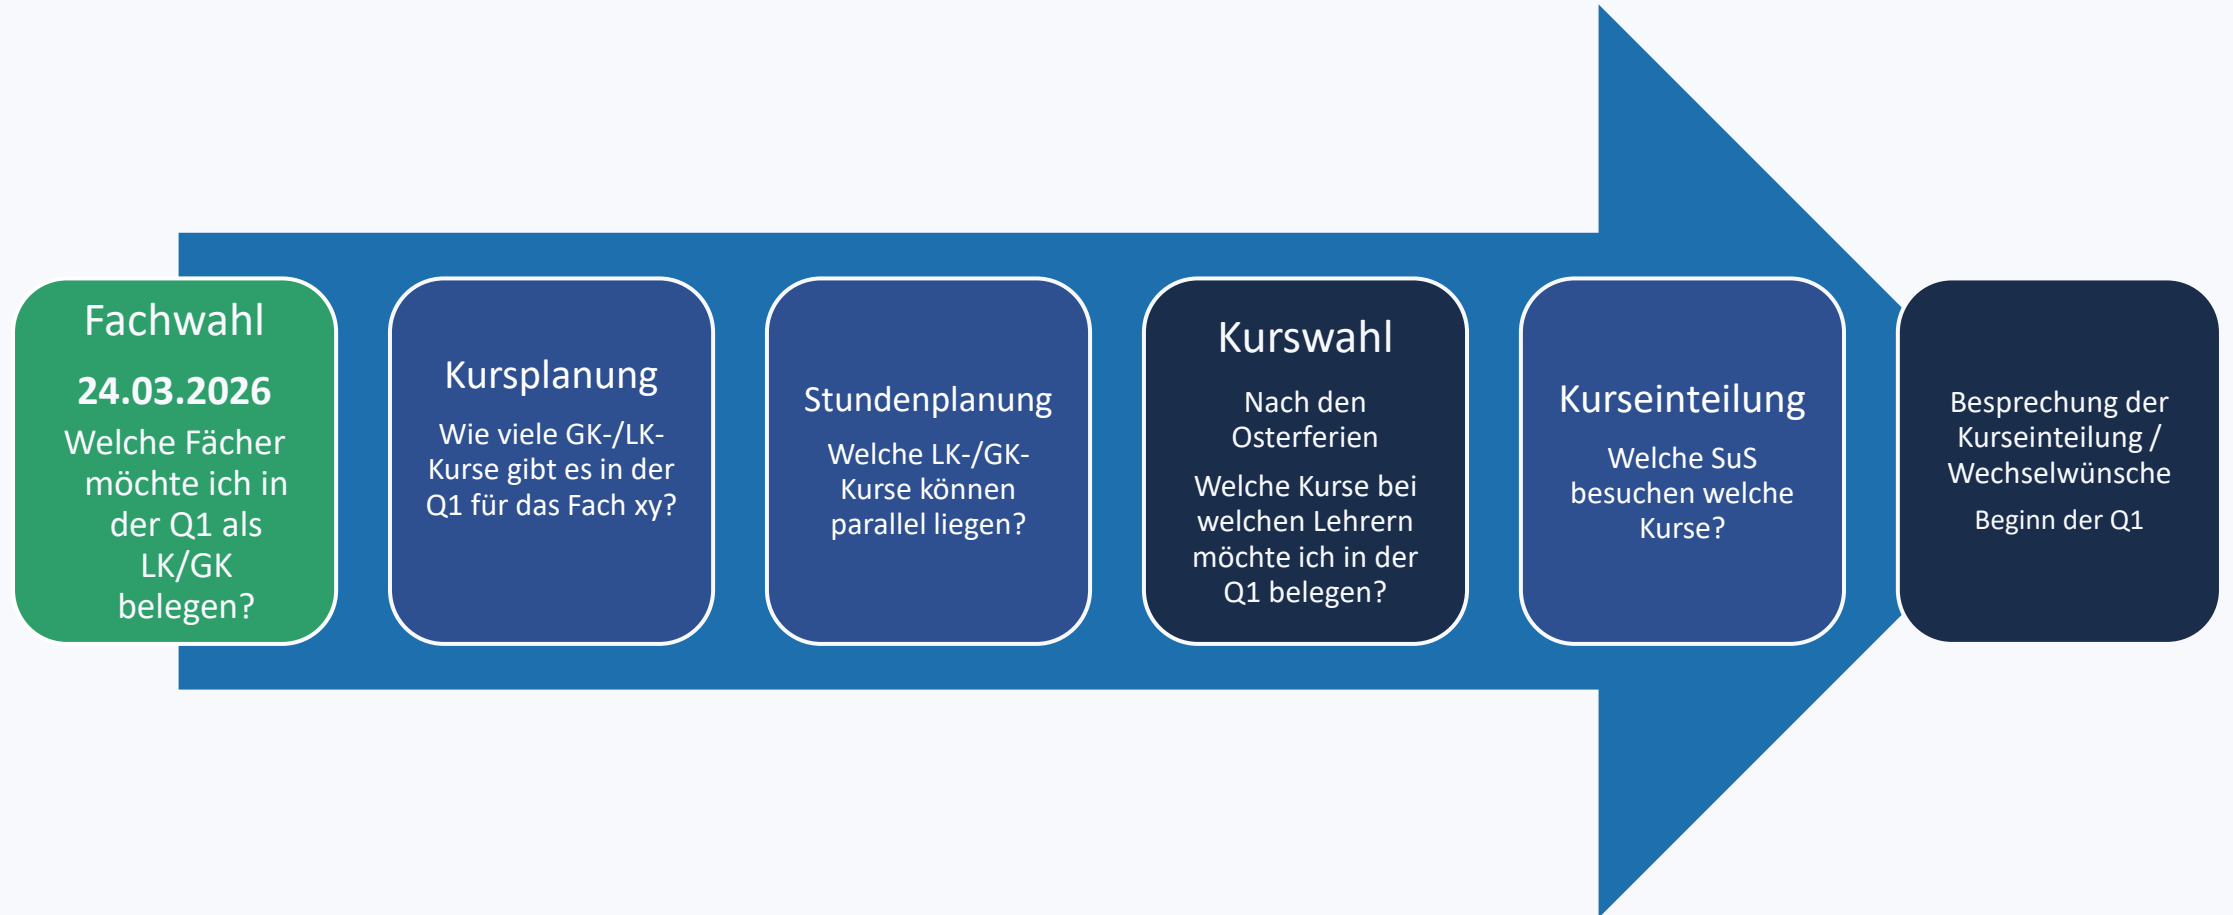 Fachwahl
24.03.2026
Welche Fächer
möchte ich in
der Q1 als
LK/GK
belegen?
Kursplanung
Wie viele GK-/LK-
Kurse gibt es in der
Q1 für das Fach xy?
Stundenplanung
Welche LK-/GK-
Kurse können
parallel liegen?
Kurswahl
Nach den
Osterferien
Welche Kurse bei
welchen Lehrern
möchte ich in der
Q1 belegen?
Kurseinteilung
Welche SuS
besuchen welche
Kurse?
Besprechung der
Kurseinteilung /
Wechselwünsche
Beginn der Q1